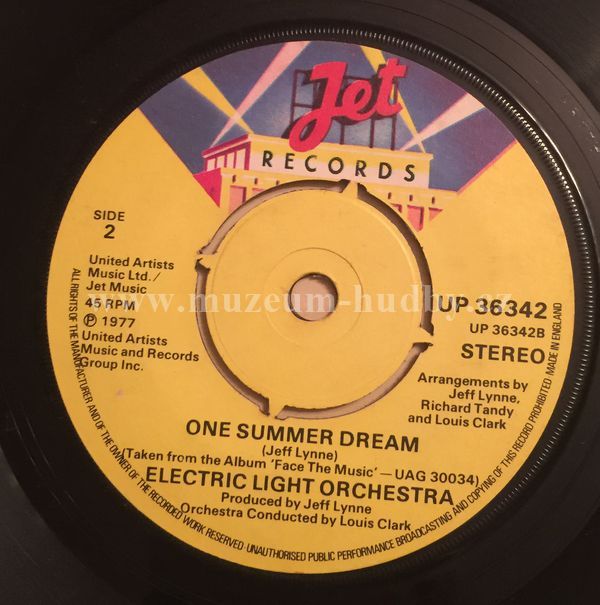 Jet
RECORDS
SIDE
2
United Artists
Music Ltd./
Jet Music
45 RPM
℗ 1977
United Artists
Music and Records
Group Inc.
www.muzeum-hudby.cz
UP 36342
UP 36342B
STEREO
Arrangements by
Jeff Lynne,
Richard Tandy
and Louis Clark
ONE SUMMER DREAM
(Jeff Lynne)
(Taken from the Album 'Face The Music'—UAG 30034)
ELECTRIC LIGHT ORCHESTRA
Produced by Jeff Lynne
Orchestra Conducted by Louis Clark
ALL RIGHTS OF THE MANUFACTURER AND OF THE OWNER OF THE RECORDED WORK RESERVED·UNAUTHORISED PUBLIC PERFORMANCE BROADCASTING AND COPYING OF THIS RECORD PROHIBITED MADE IN ENGLAND